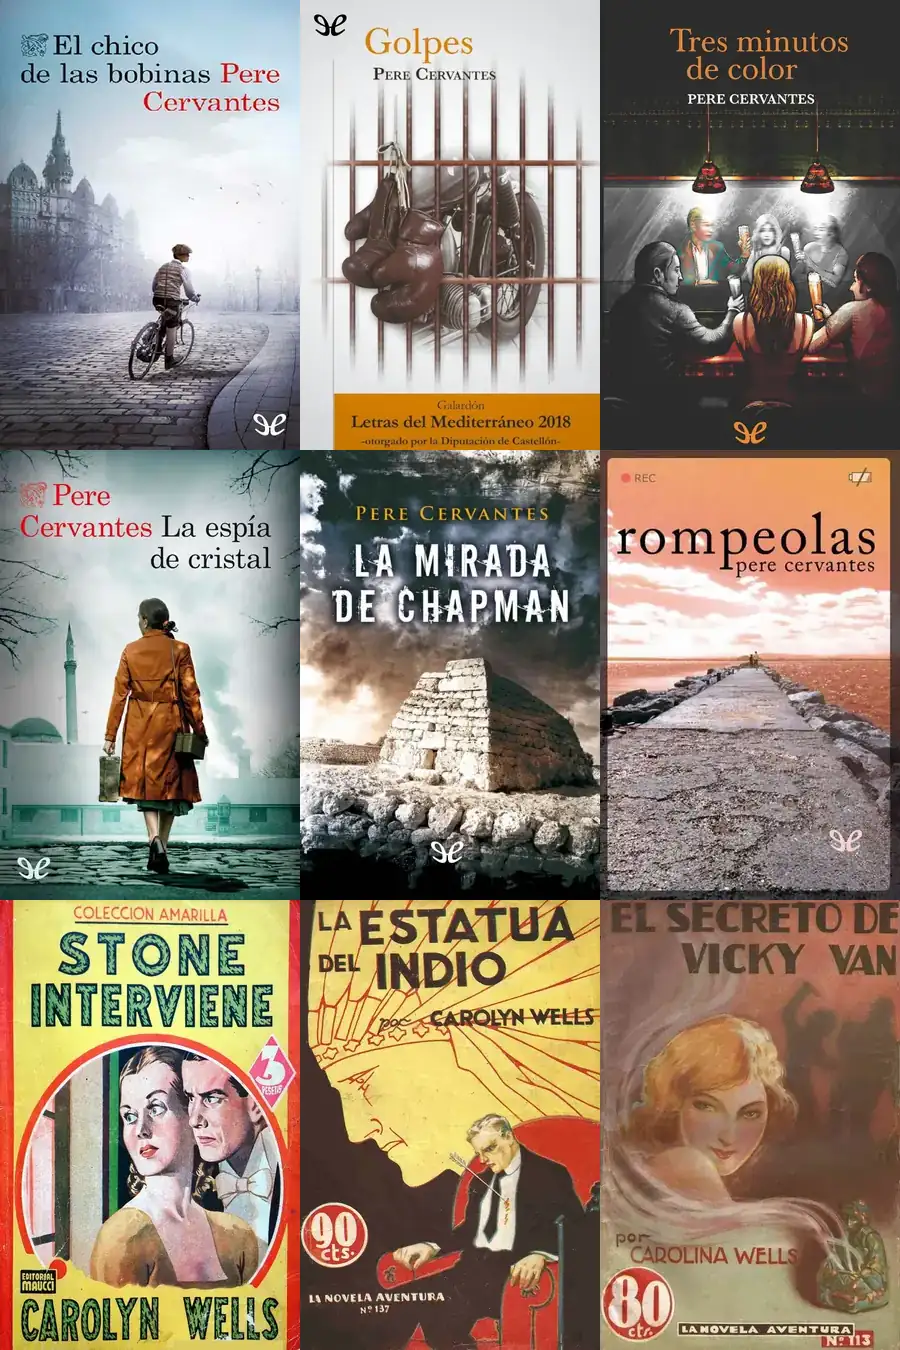 El chico
de las bobinas Pere
Cervantes
Golpes
PERE CERVANTES
Galardón
Letras del Mediterráneo 2018
-otorgado por la Diputación de Castellón-
Tres minutos
de color
PERE CERVANTES
Pere
Cervantes La espía
de cristal
PERE CERVANTES
LA MIRADA
DE CHAPMAN
REC
rompeolas
pere cervantes
COLECCION AMARILLA
STONE
INTERVIENE
3
PESETAS
EDITORIAL
MAUCCI
CAROLYN WELLS
LA ESTATUA
DEL INDIO
por CAROLYN WELLS
90
cts.
LA NOVELA AVENTURA
Nº 137
EL SECRETO DE
VICKY VAN
por
CAROLINA WELLS
80
cts.
LA NOVELA AVENTURA
Nº 113